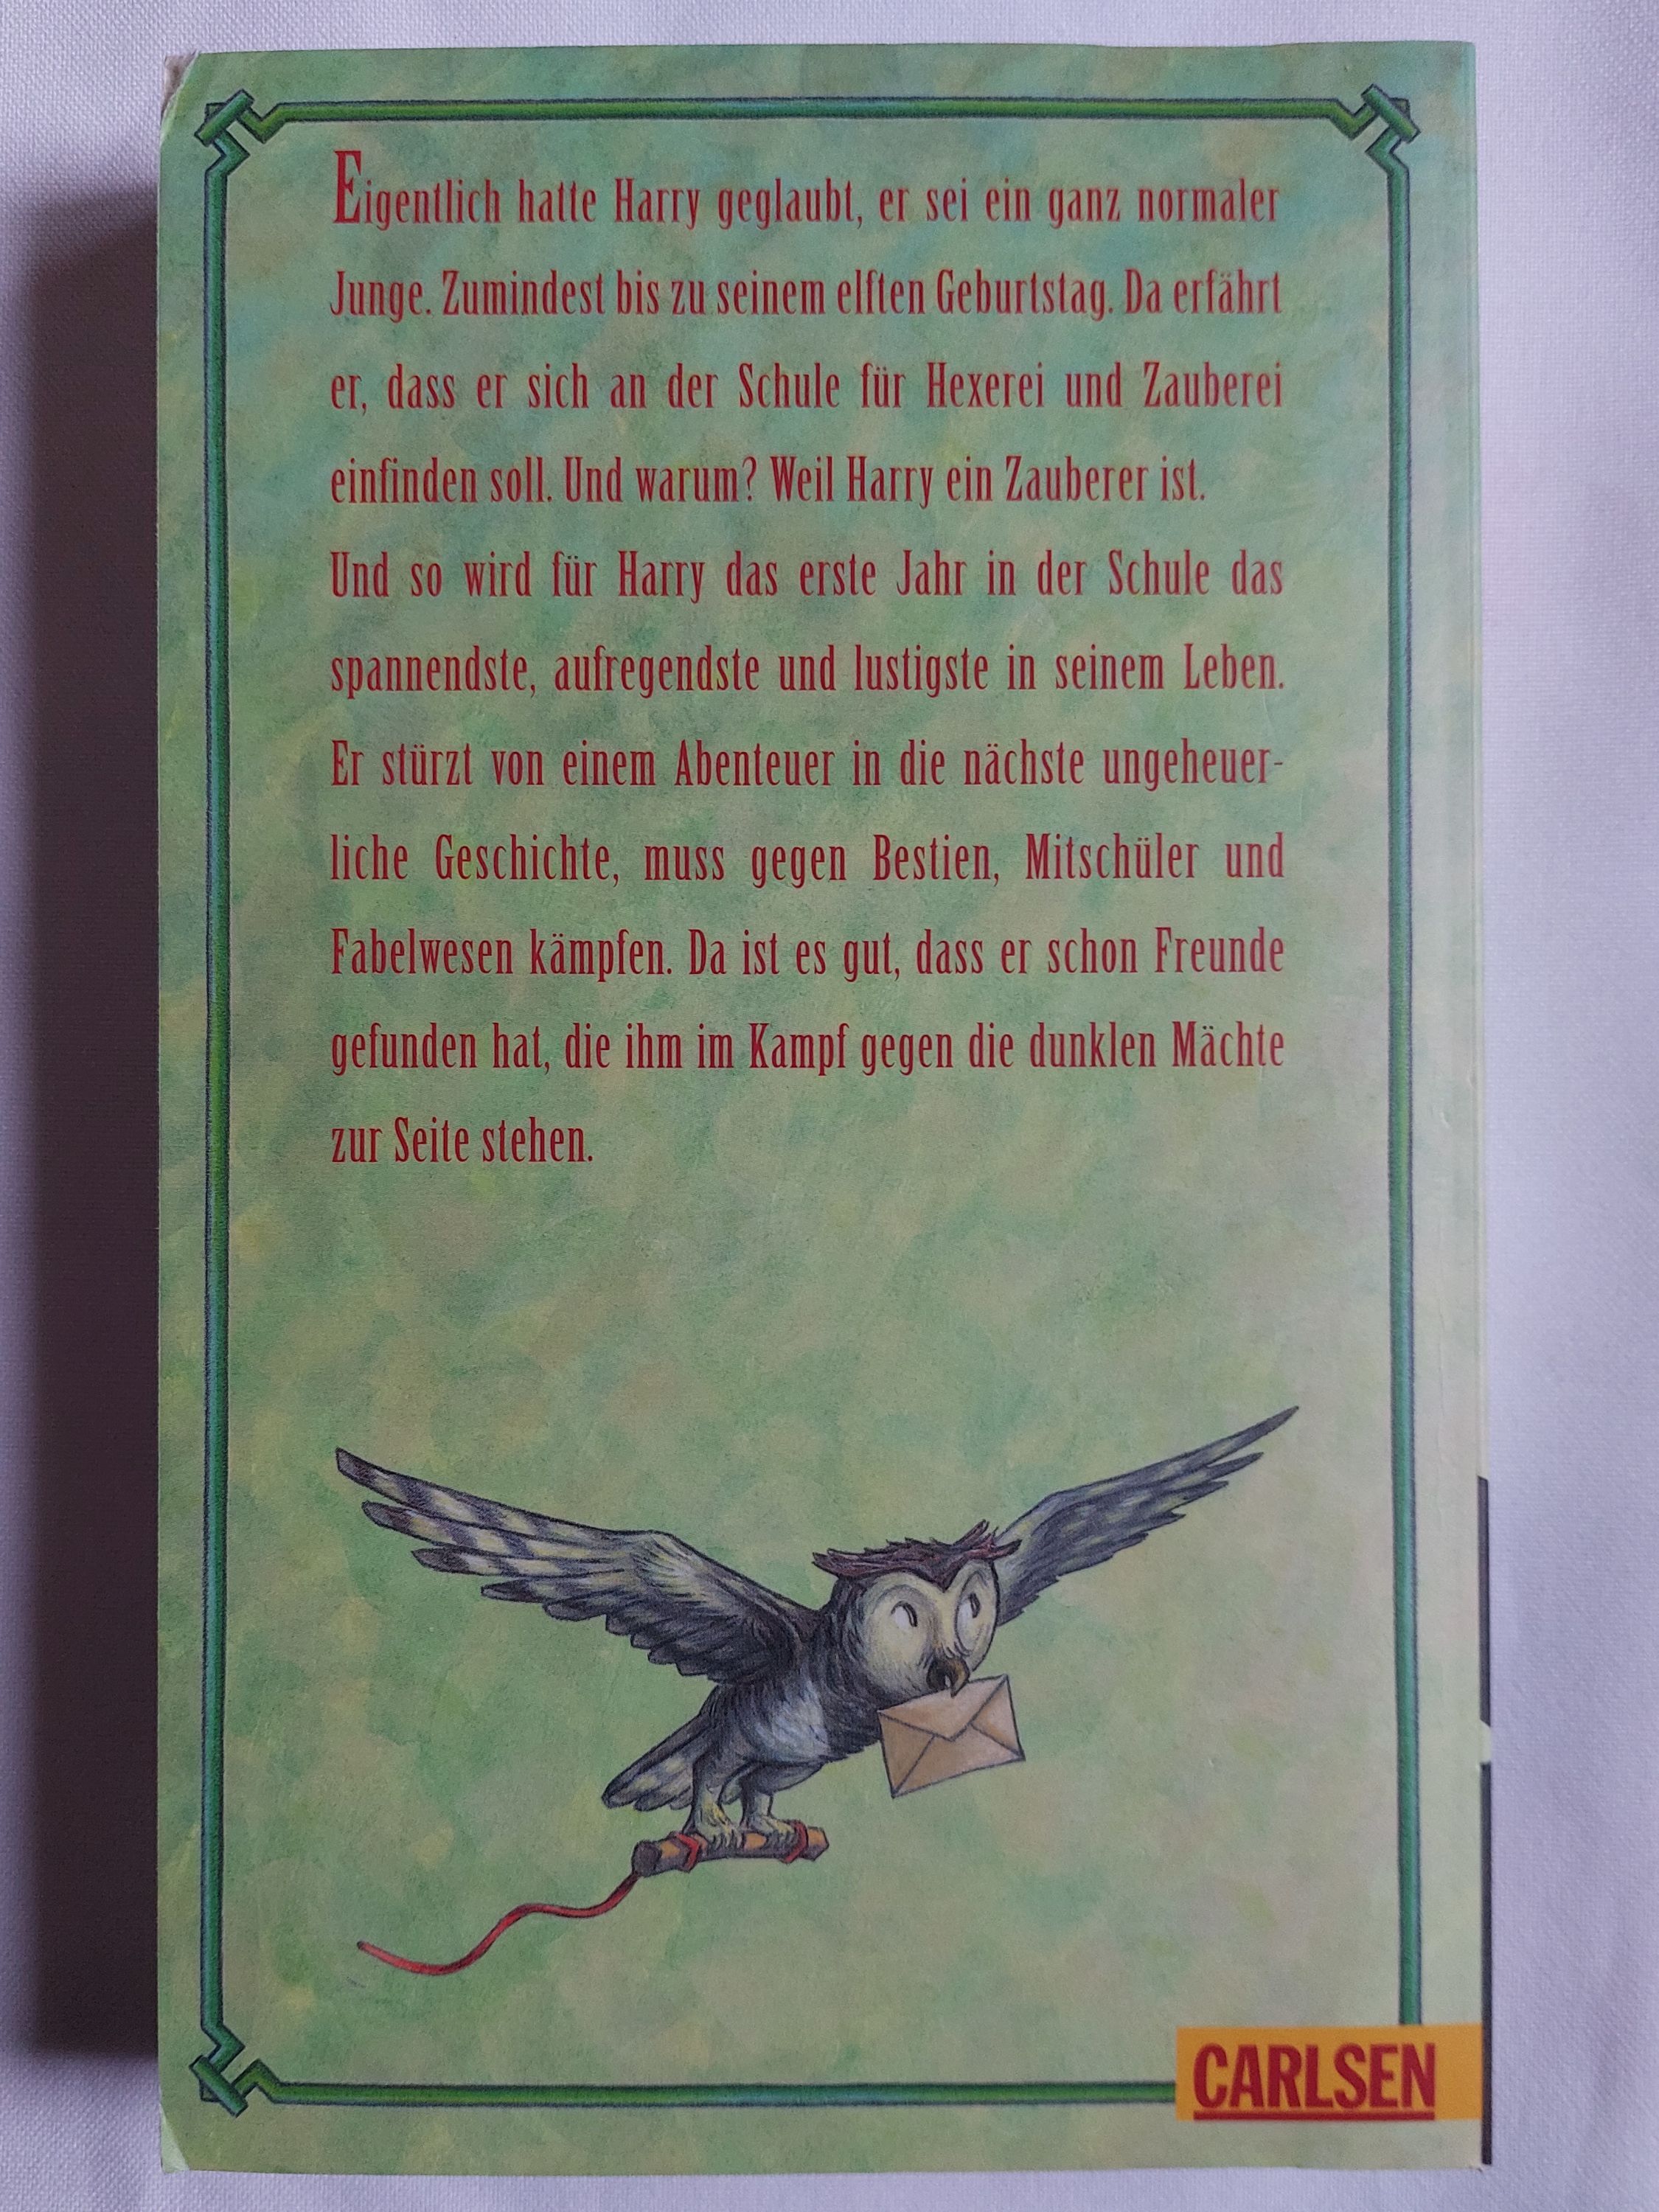 Eigentlich hatte Harry geglaubt, er sei ein ganz normaler
Junge. Zumindest bis zu seinem elften Geburtstag. Da erfährt
er, dass er sich an der Schule für Hexerei und Zauberei
einfinden soll. Und warum? Weil Harry ein Zauberer ist.
Und so wird für Harry das erste Jahr in der Schule das
spannendste, aufregendste und lustigste in seinem Leben.
Er stürzt von einem Abenteuer in die nächste ungeheuer-
liche Geschichte, muss gegen Bestien, Mitschüler und
Fabelwesen kämpfen. Da ist es gut, dass er schon Freunde
gefunden hat, die ihm im Kampf gegen die dunklen Mächte
zur Seite stehen.
CARLSEN